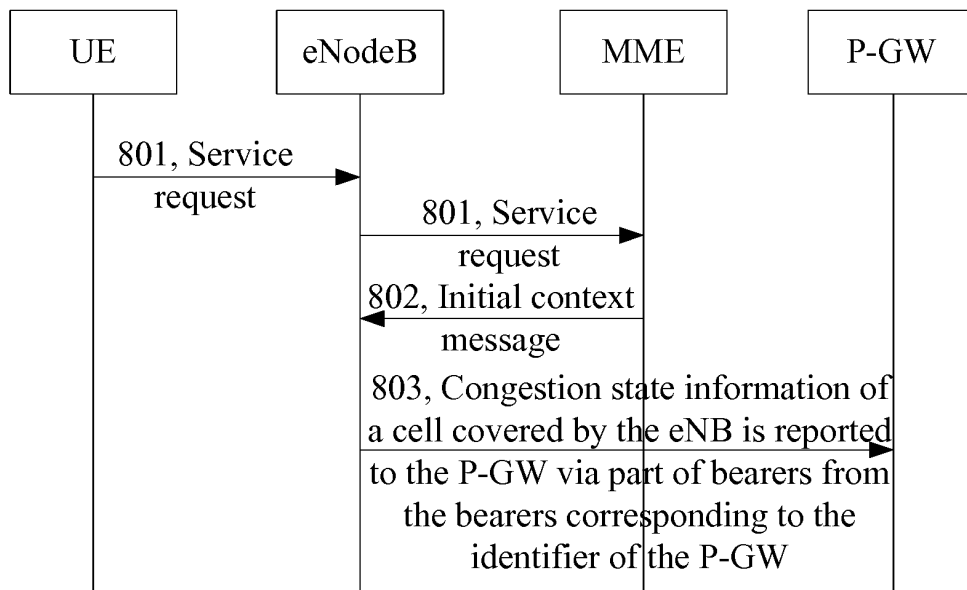 UE
eNodeB
MME
P-GW
801, Service
request
801, Service
request
802, Initial context
message
803, Congestion state information of
a cell covered by the eNB is reported
to the P-GW via part of bearers from
the bearers corresponding to the
identifier of the P-GW